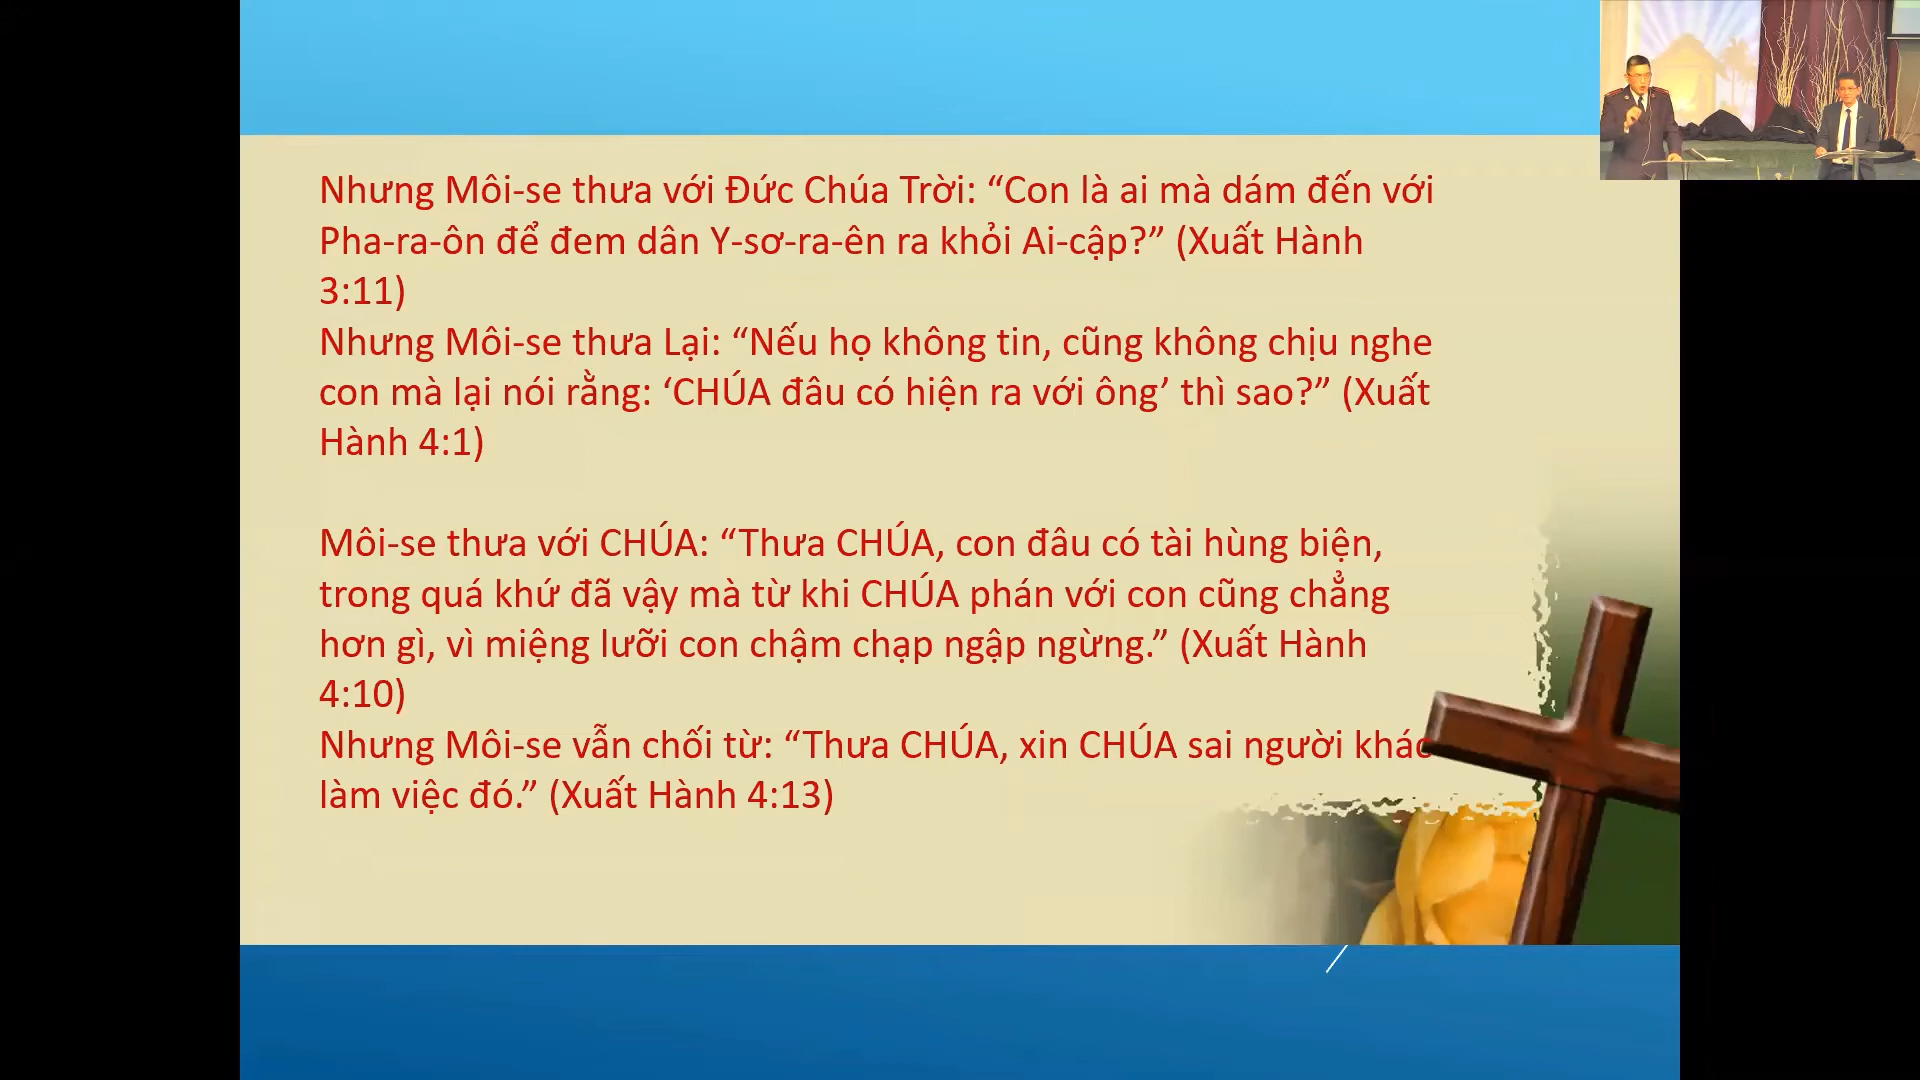 Nhưng Môi-se thưa với Đức Chúa Trời: “Con là ai mà dám đến với
Pha-ra-ôn để đem dân Y-sơ-ra-ên ra khỏi Ai-cập?” (Xuất Hành
3:11)
Nhưng Môi-se thưa Lại: “Nếu họ không tin, cũng không chịu nghe
con mà lại nói rằng: ‘CHÚA đâu có hiện ra với ông’ thì sao?” (Xuất
Hành 4:1)
Môi-se thưa với CHÚA: “Thưa CHÚA, con đâu có tài hùng biện,
trong quá khứ đã vậy mà từ khi CHÚA phán với con cũng chẳng
hơn gì, vì miệng lưỡi con chậm chạp ngập ngừng.” (Xuất Hành
4:10)
Nhưng Môi-se vẫn chối từ: “Thưa CHÚA, xin CHÚA sai người khác
làm việc đó.” (Xuất Hành 4:13)